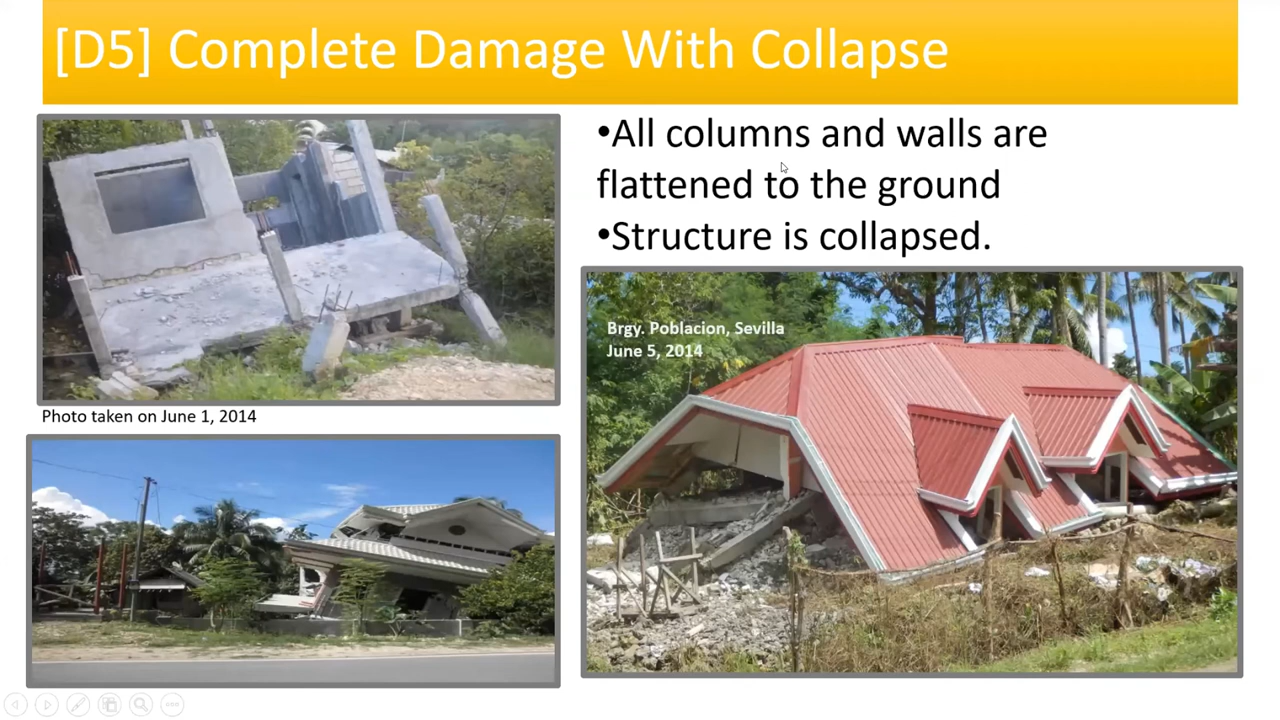 [D5] Complete Damage With Collapse
•All columns and walls are
flattened to the ground
•Structure is collapsed.
Photo taken on June 1, 2014
Brgy. Poblacion, Sevilla
June 5, 2014